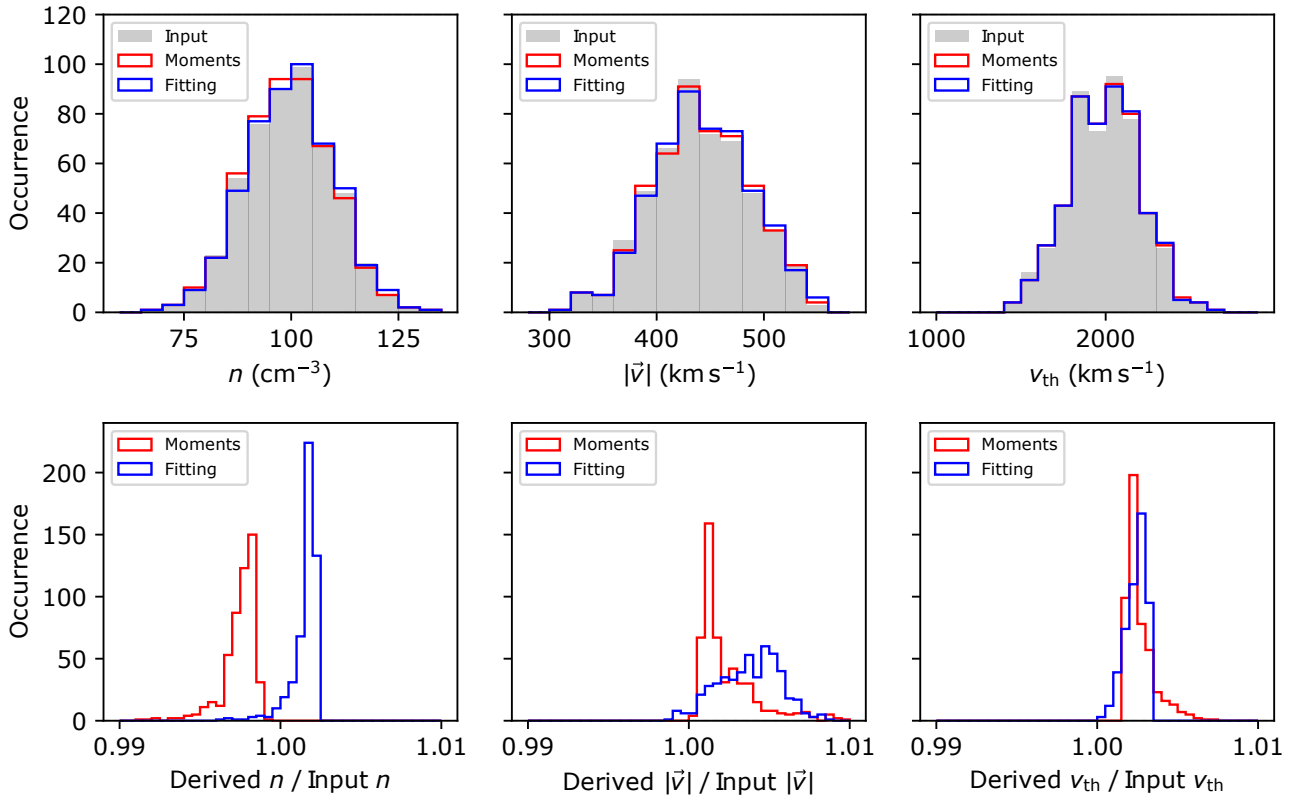 120
100
80
60
40
20
0
Occurrence
Input
Moments
Fitting
75 100 125
n (cm⁻³)
Input
Moments
Fitting
300 400 500
|v⃗| (km s⁻¹)
Input
Moments
Fitting
1000 2000
v_th (km s⁻¹)
200
150
100
50
0
Occurrence
Moments
Fitting
0.99 1.00 1.01
Derived n / Input n
Moments
Fitting
0.99 1.00 1.01
Derived |v⃗| / Input |v⃗|
Moments
Fitting
0.99 1.00 1.01
Derived v_th / Input v_th